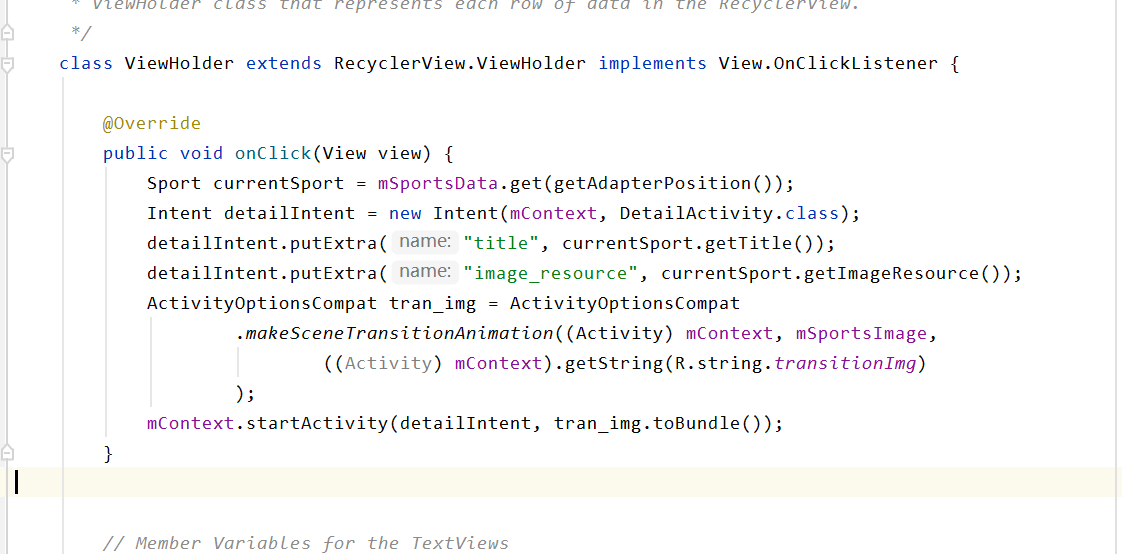 * ViewHolder class that represents each row of data in the RecyclerView.
*/
class ViewHolder extends RecyclerView.ViewHolder implements View.OnClickListener {
@Override
public void onClick(View view) {
Sport currentSport = mSportsData.get(getAdapterPosition());
Intent detailIntent = new Intent(mContext, DetailActivity.class);
detailIntent.putExtra( name: "title", currentSport.getTitle());
detailIntent.putExtra( name: "image_resource", currentSport.getImageResource());
ActivityOptionsCompat tran_img = ActivityOptionsCompat
.makeSceneTransitionAnimation((Activity) mContext, mSportsImage,
((Activity) mContext).getString(R.string.transitionImg)
);
mContext.startActivity(detailIntent, tran_img.toBundle());
}
// Member Variables for the TextViews